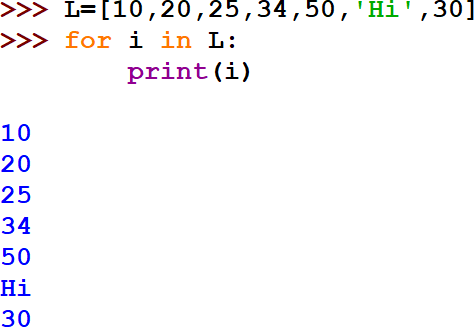 >>> L=[10,20,25,34,50,'Hi',30]
>>> for i in L:
        print(i)
10
20
25
34
50
Hi
30